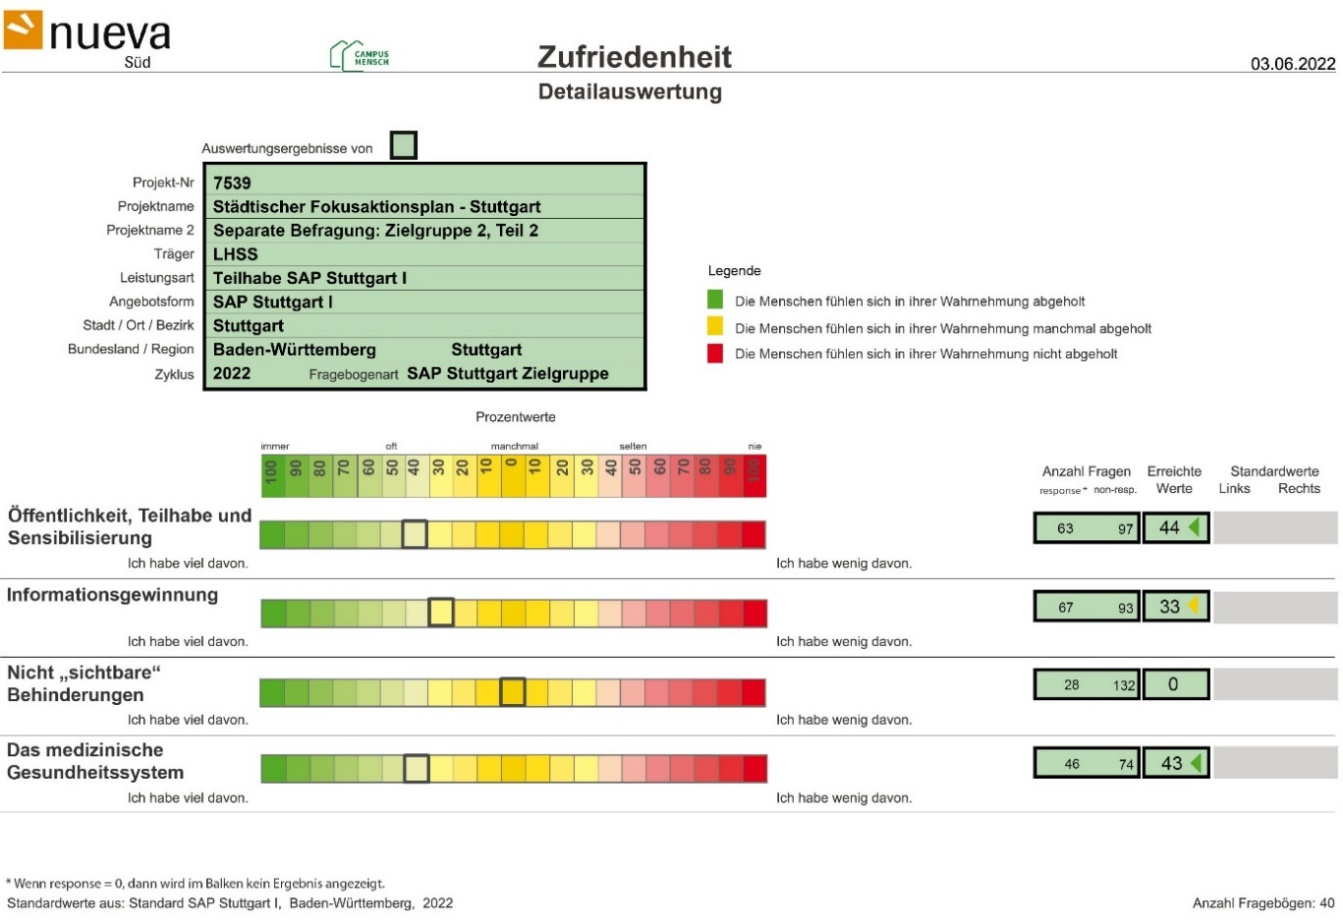 nueva
Süd
CAMPUS
MENSCH
Zufriedenheit
03.06.2022
Detailauswertung
Auswertungsergebnisse von
Projekt-Nr 7539
Projektname Städtischer Fokusaktionsplan - Stuttgart
Projektname 2 Separate Befragung: Zielgruppe 2, Teil 2
Träger LHSS
Leistungsart Teilhabe SAP Stuttgart I
Angebotsform SAP Stuttgart I
Stadt / Ort / Bezirk Stuttgart
Bundesland / Region Baden-Württemberg Stuttgart
Zyklus 2022 Fragebogenart SAP Stuttgart Zielgruppe
Legende
Die Menschen fühlen sich in ihrer Wahrnehmung abgeholt
Die Menschen fühlen sich in ihrer Wahrnehmung manchmal abgeholt
Die Menschen fühlen sich in ihrer Wahrnehmung nicht abgeholt
Prozentwerte
immer oft manchmal selten nie
100 90 80 70 60 50 40 30 20 10 0 10 20 30 40 50 60 70 80 90 100
Anzahl Fragen Erreichte Standardwerte
response* non-resp. Werte Links Rechts
Öffentlichkeit, Teilhabe und
Sensibilisierung
63 97 44
Ich habe viel davon. Ich habe wenig davon.
Informationsgewinnung
67 93 33
Ich habe viel davon. Ich habe wenig davon.
Nicht „sichtbare“
Behinderungen
28 132 0
Ich habe viel davon. Ich habe wenig davon.
Das medizinische
Gesundheitssystem
46 74 43
Ich habe viel davon. Ich habe wenig davon.
* Wenn response = 0, dann wird im Balken kein Ergebnis angezeigt.
Standardwerte aus: Standard SAP Stuttgart I, Baden-Württemberg, 2022
Anzahl Fragebögen: 40